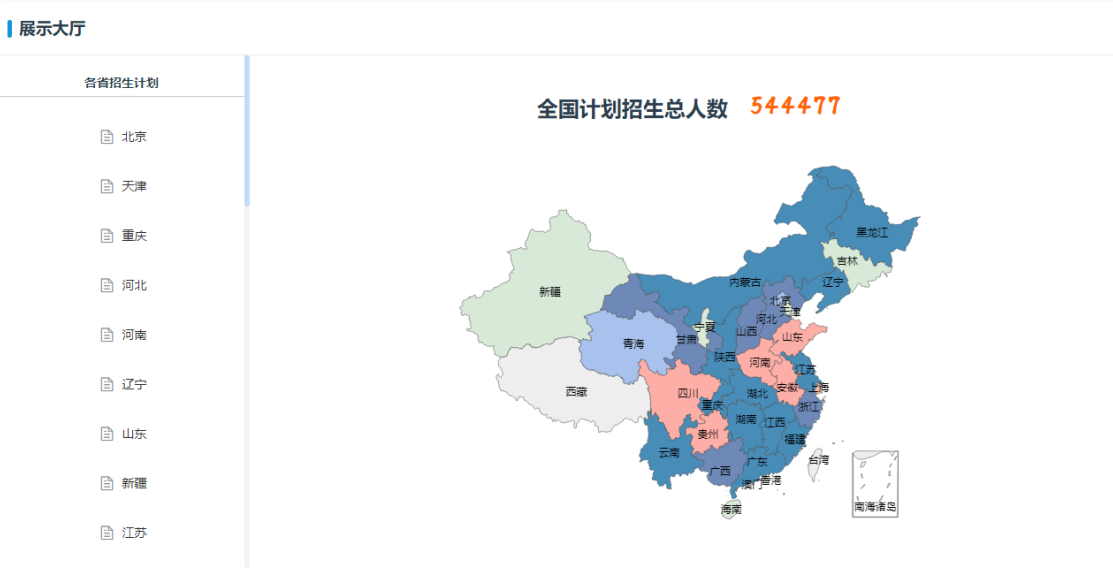 展示大厅
各省招生计划
北京
天津
重庆
河北
河南
辽宁
山东
新疆
江苏
全国计划招生总人数 544477
黑龙江
吉林
辽宁
内蒙古
新疆
北京
天津
河北
宁夏
山西
山东
青海
甘肃
陕西
河南
江苏
西藏
四川
安徽
上海
湖北
重庆
浙江
湖南
江西
贵州
福建
云南
广东
台湾
广西
香港
澳门
海南
南海诸岛